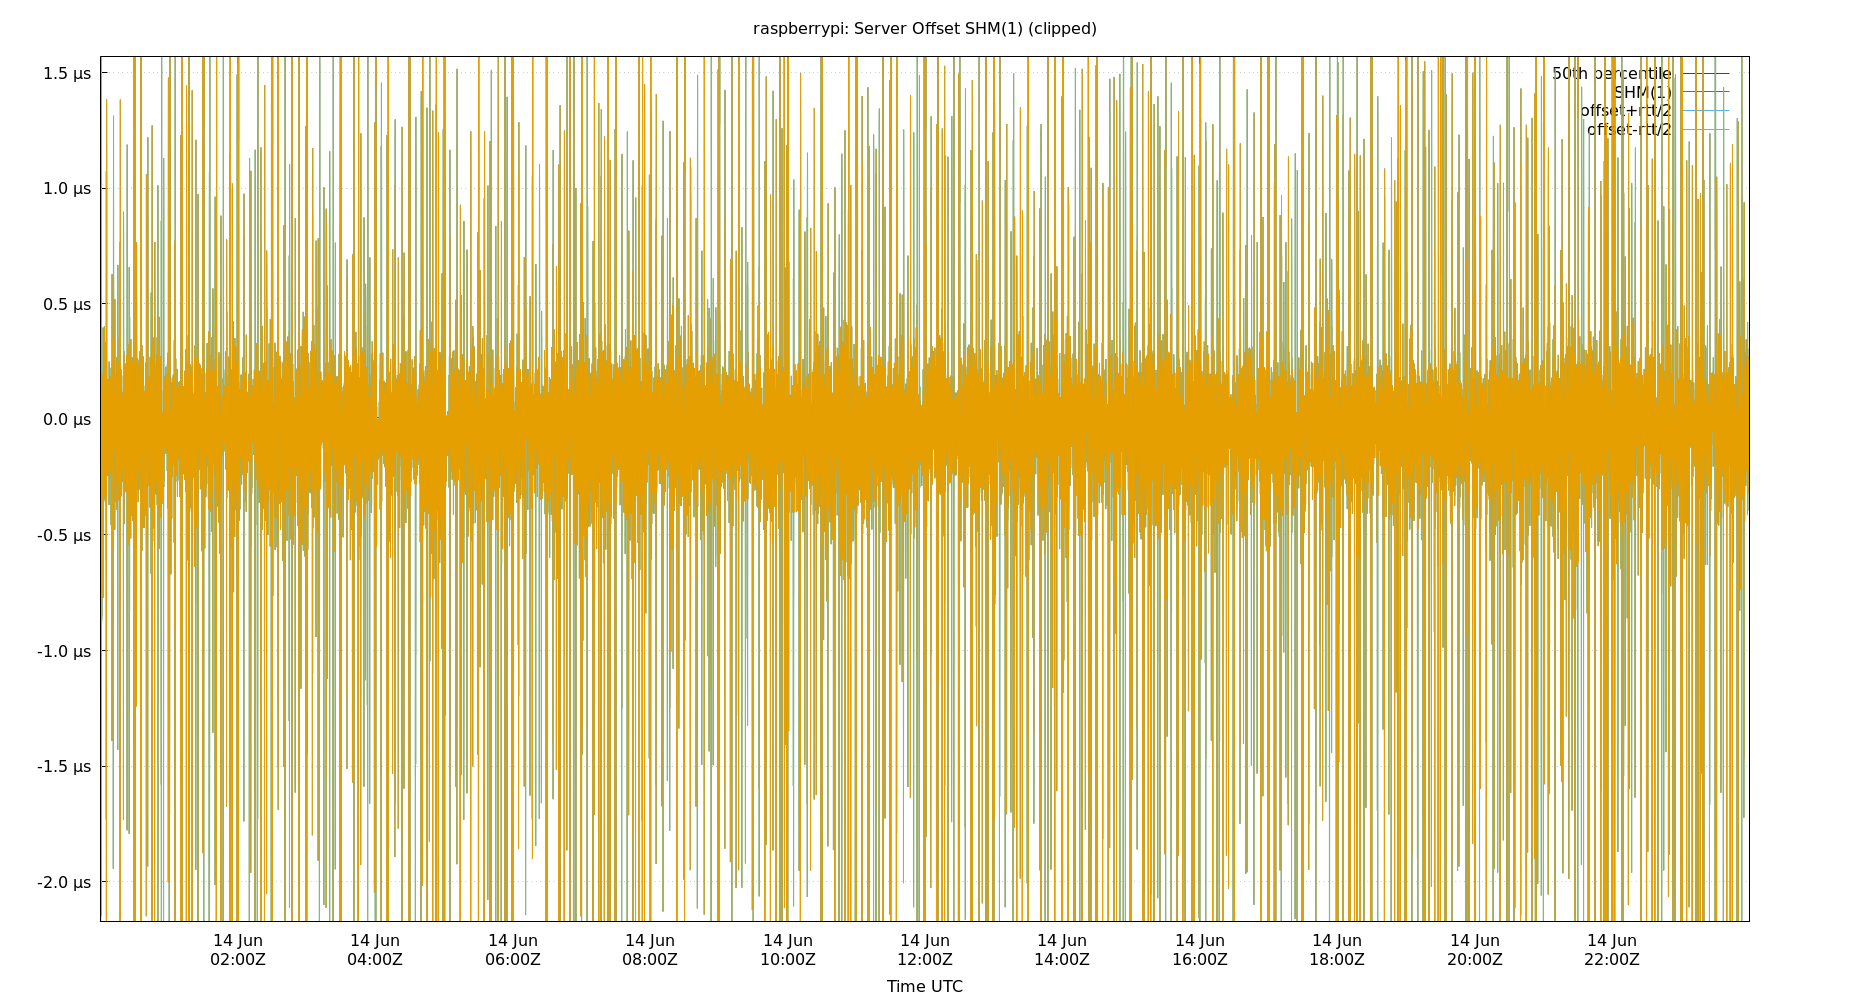 raspberrypi: Server Offset SHM(1) (clipped)
1.5 µs
1.0 µs
0.5 µs
0.0 µs
-0.5 µs
-1.0 µs
-1.5 µs
-2.0 µs
50th percentile
SHM(1)
offset+rtt/2
offset-rtt/2
14 Jun 14 Jun 14 Jun 14 Jun 14 Jun 14 Jun 14 Jun 14 Jun 14 Jun 14 Jun 14 Jun
02:00Z 04:00Z 06:00Z 08:00Z 10:00Z 12:00Z 14:00Z 16:00Z 18:00Z 20:00Z 22:00Z
Time UTC